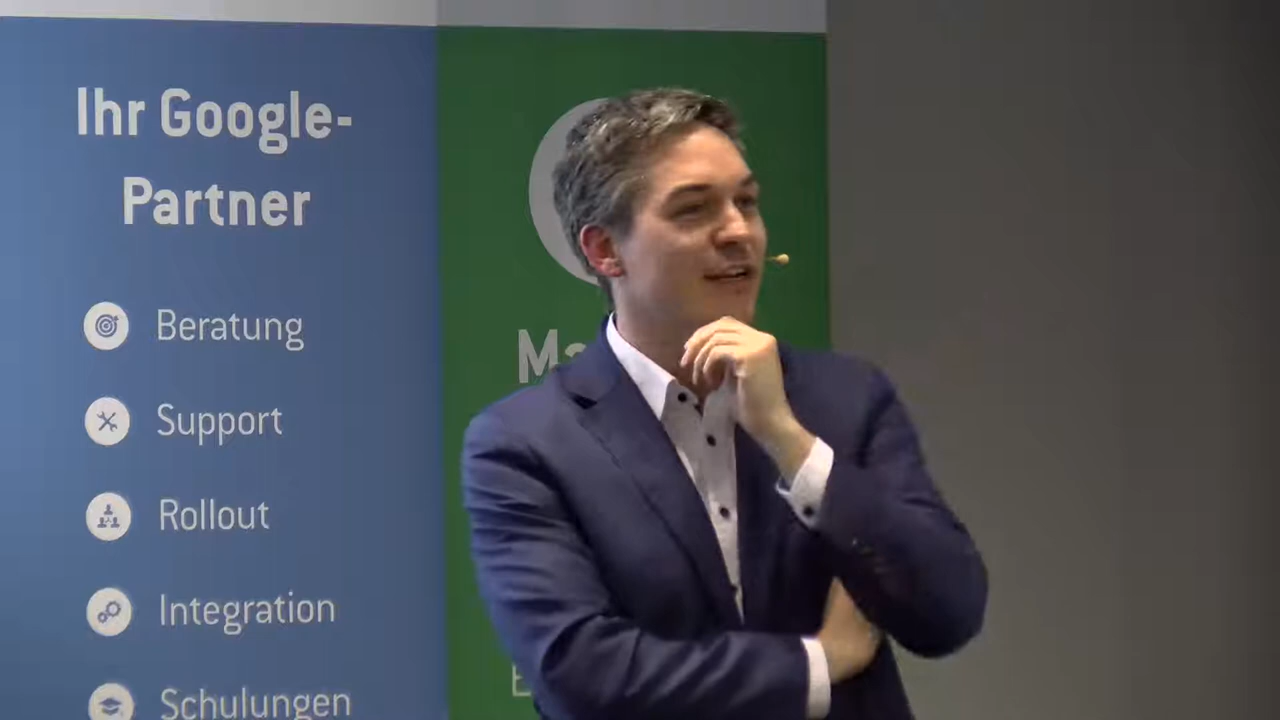 Ihr Google-
Partner
Beratung
Support
Rollout
Integration
Schulungen